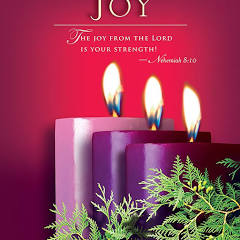 JOY
THE JOY FROM THE LORD
IS YOUR STRENGTH!
—Nehemiah 8:10